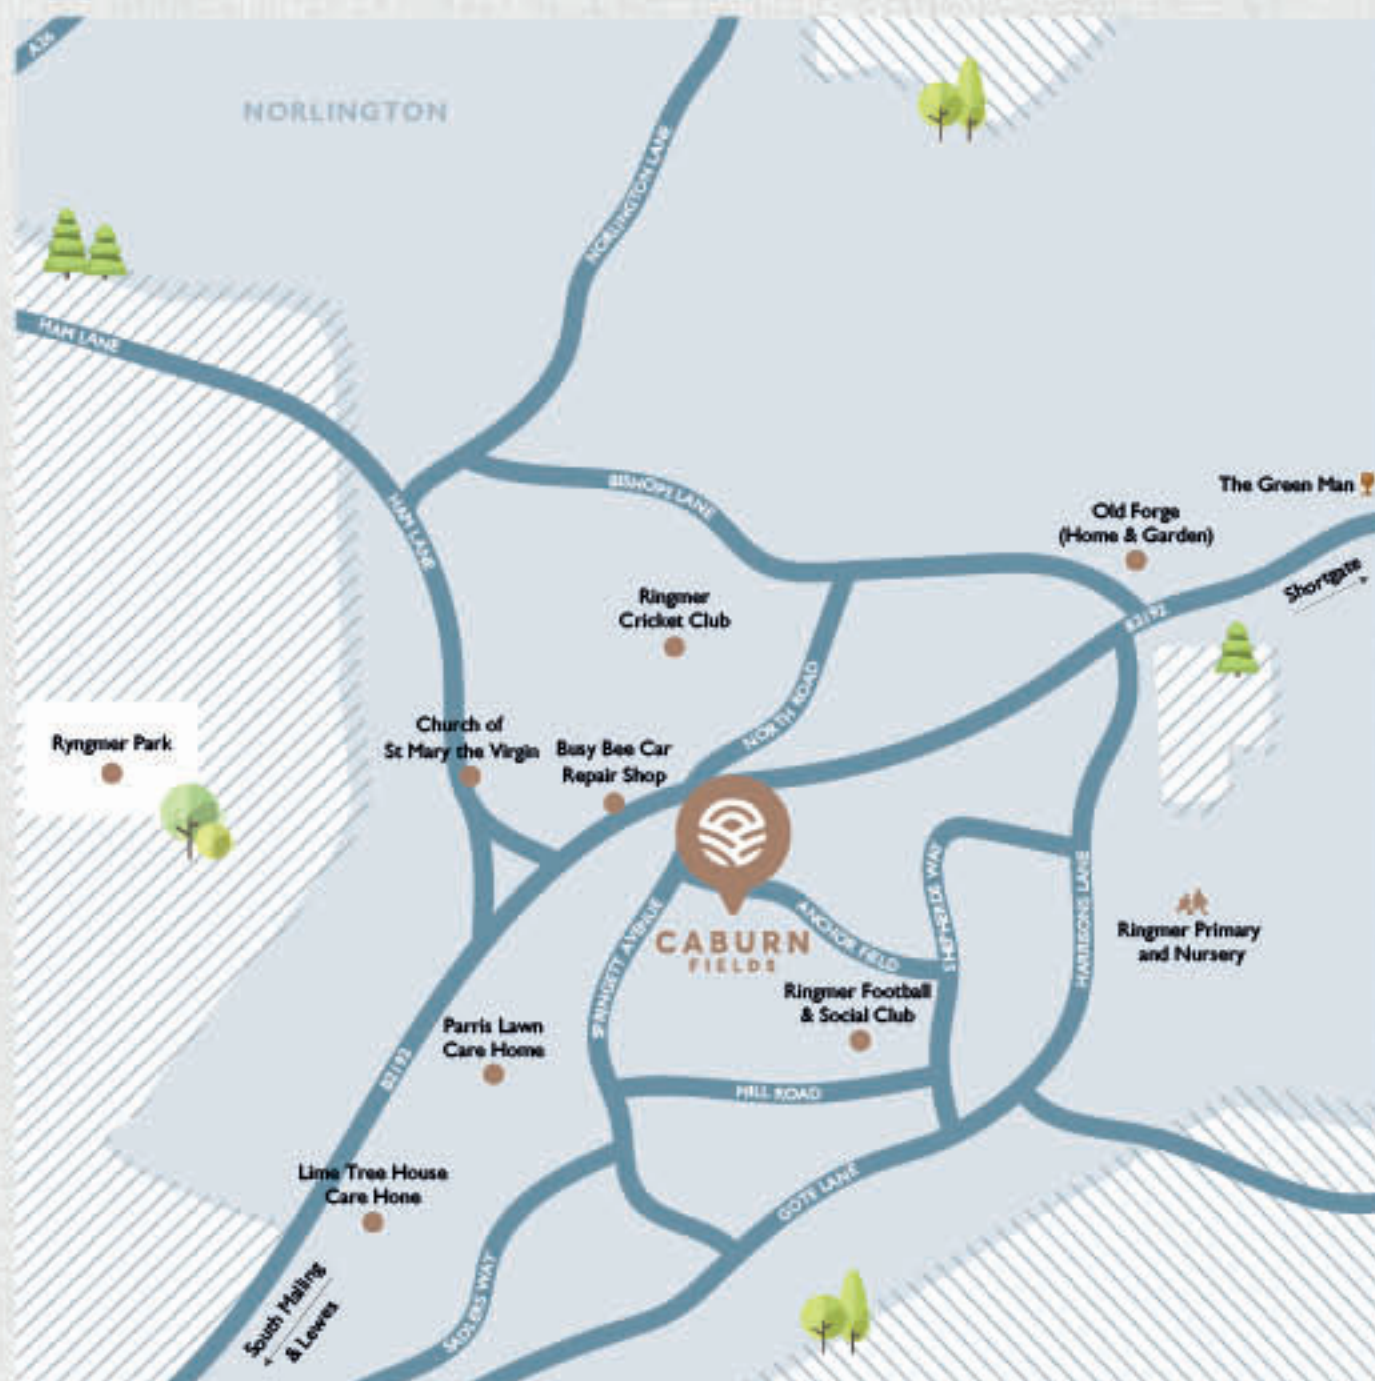 A26
NORLINGTON
NORLINGTON LANE
HAM LANE
BISHOPS LANE
HAM LANE
The Green Man
Old Forge
(Home & Garden)
Shortgate
B2192
Ringmer
Cricket Club
NORTH ROAD
Church of
St Mary the Virgin
Busy Bee Car
Repair Shop
Ryngmer Park
SHEPHERDS WAY
HARRISONS LANE
ANCHOR FIELD
SPRINGETT AVENUE
CABURN
FIELDS
Ringmer Primary
and Nursery
Ringmer Football
& Social Club
Parris Lawn
Care Home
B2192
MILL ROAD
Lime Tree House
Care Hone
GOTE LANE
SADLERS WAY
South Malling
& Lewes